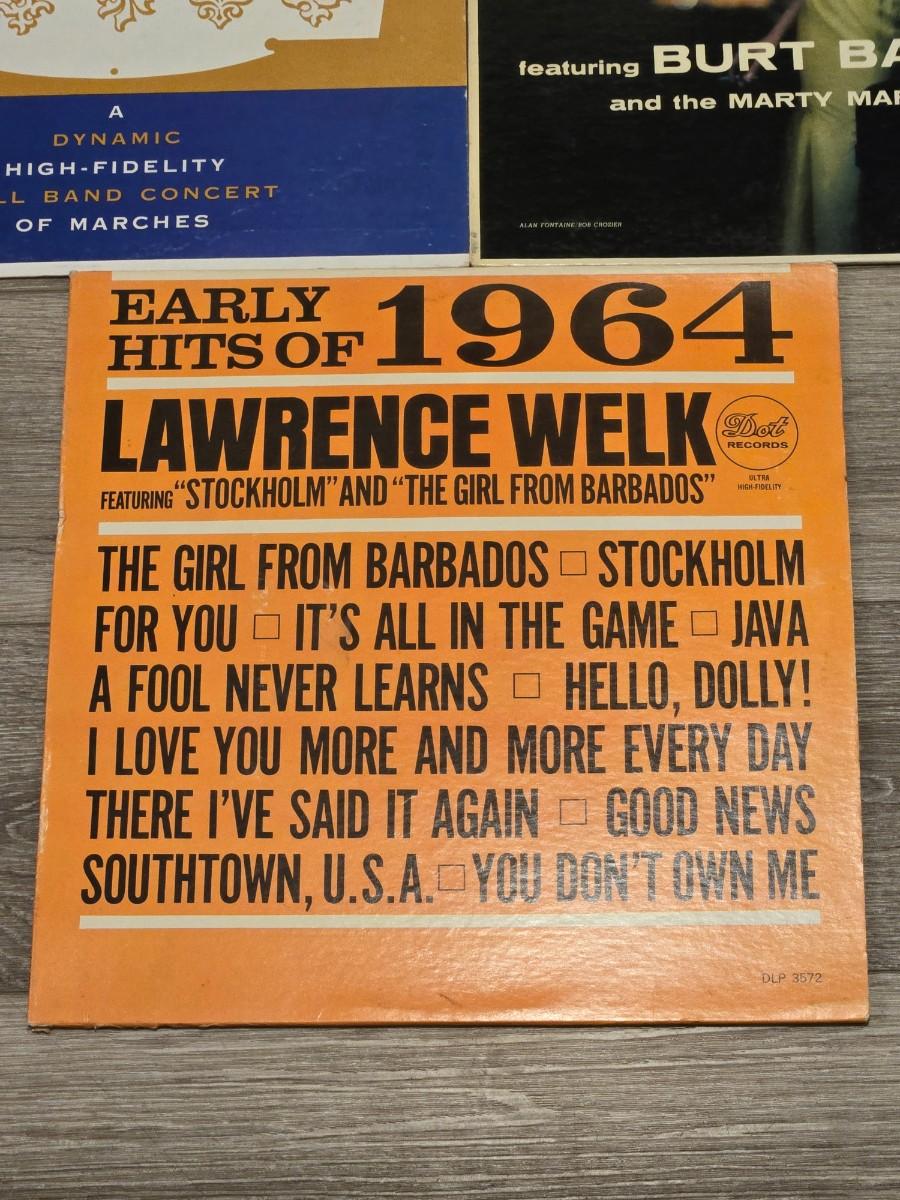 A
DYNAMIC
HIGH-FIDELITY
BAND CONCERT
OF MARCHES
featuring BURT
and the MARTY
ALAN FONTAINE/BOB CROZIER
EARLY
HITS OF 1964
LAWRENCE WELK
Dot
RECORDS
ULTRA
HIGH-FIDELITY
FEATURING "STOCKHOLM" AND "THE GIRL FROM BARBADOS"
THE GIRL FROM BARBADOS □ STOCKHOLM
FOR YOU □ IT'S ALL IN THE GAME □ JAVA
A FOOL NEVER LEARNS □ HELLO, DOLLY!
I LOVE YOU MORE AND MORE EVERY DAY
THERE I'VE SAID IT AGAIN □ GOOD NEWS
SOUTHTOWN, U.S.A. □ YOU DON'T OWN ME
DLP 3572